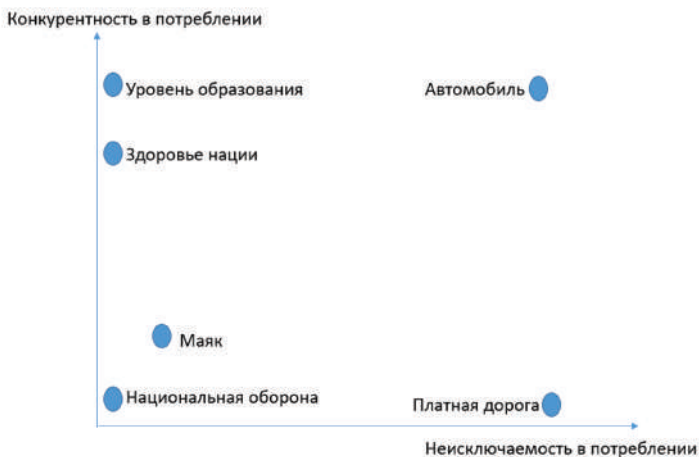 Конкурентность в потреблении
Уровень образования
Автомобиль
Здоровье нации
Маяк
Национальная оборона
Платная дорога
Неисключаемость в потреблении